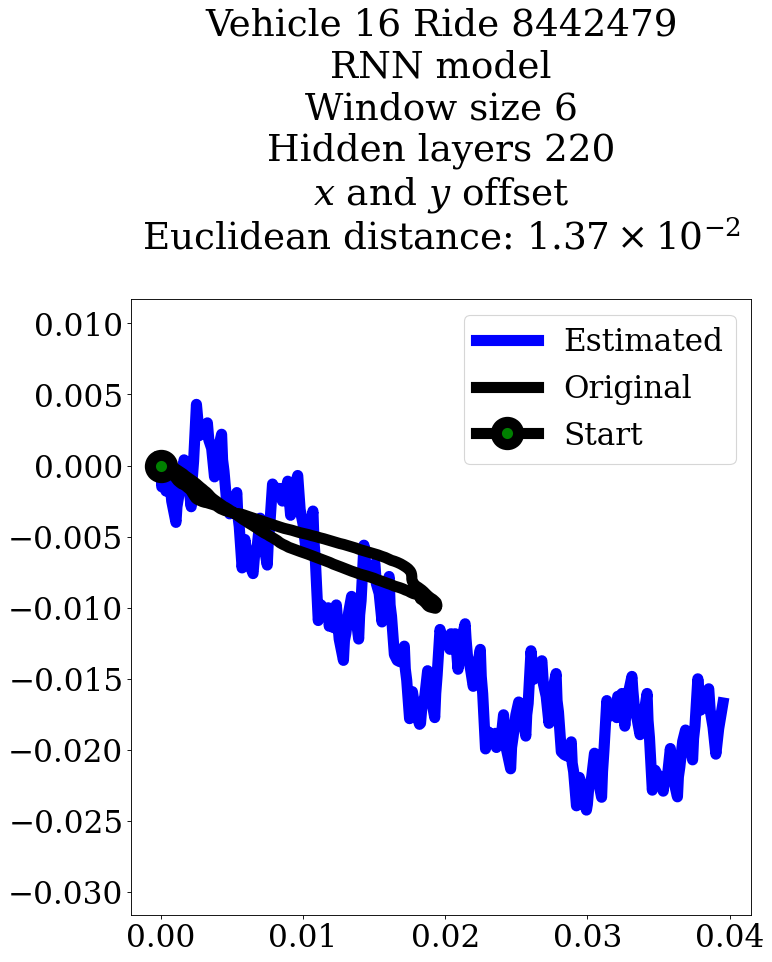 Vehicle 16 Ride 8442479
RNN model
Window size 6
Hidden layers 220
x and y offset
Euclidean distance: 1.37 × 10⁻²
Estimated
Original
Start
0.010
0.005
0.000
−0.005
−0.010
−0.015
−0.020
−0.025
−0.030
0.00 0.01 0.02 0.03 0.04